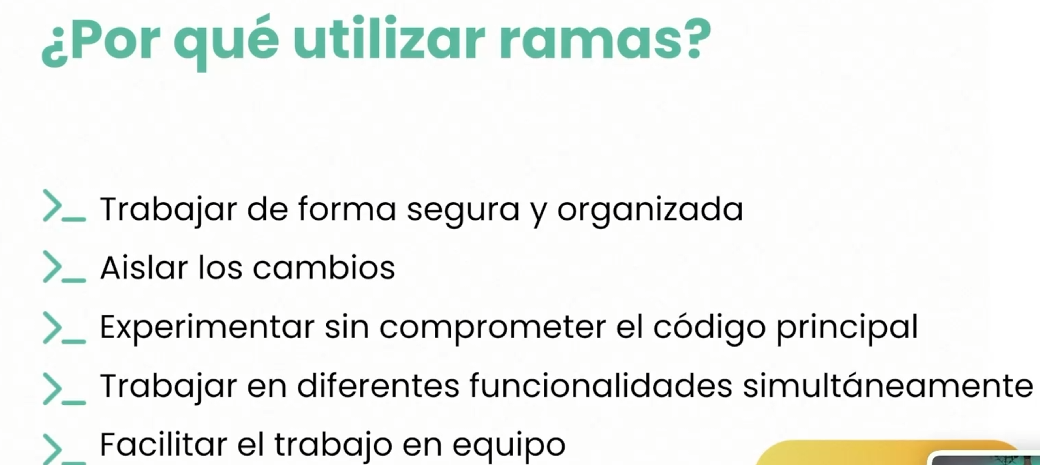 ¿Por qué utilizar ramas?
Trabajar de forma segura y organizada
Aislar los cambios
Experimentar sin comprometer el código principal
Trabajar en diferentes funcionalidades simultáneamente
Facilitar el trabajo en equipo